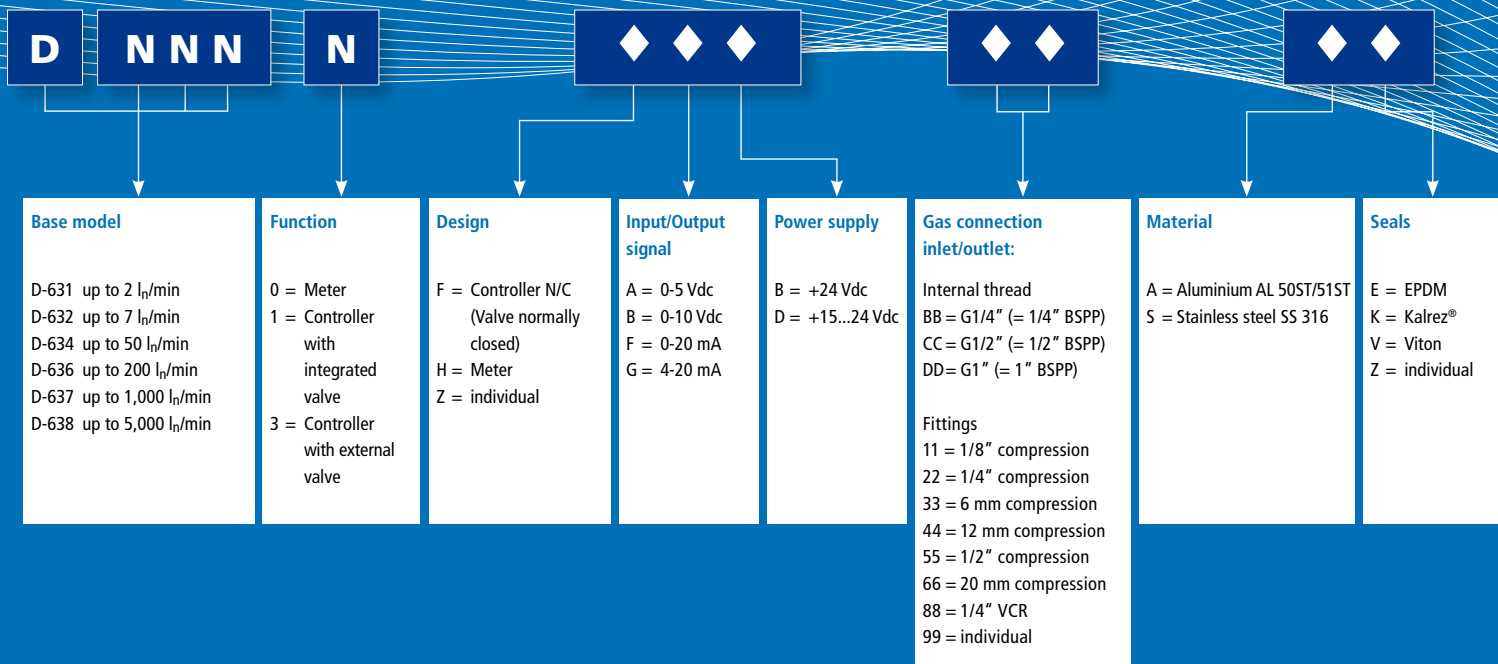 D
N N N
N
Base model
D-631 up to 2 lₙ/min
D-632 up to 7 lₙ/min
D-634 up to 50 lₙ/min
D-636 up to 200 lₙ/min
D-637 up to 1,000 lₙ/min
D-638 up to 5,000 lₙ/min
Function
0 = Meter
1 = Controller
with
integrated
valve
3 = Controller
with external
valve
Design
F = Controller N/C
(Valve normally
closed)
H = Meter
Z = individual
Input/Output
signal
A = 0-5 Vdc
B = 0-10 Vdc
F = 0-20 mA
G = 4-20 mA
Power supply
B = +24 Vdc
D = +15...24 Vdc
Gas connection
inlet/outlet:
Internal thread
BB = G1/4" (= 1/4" BSPP)
CC = G1/2" (= 1/2" BSPP)
DD= G1" (= 1" BSPP)
Fittings
11 = 1/8" compression
22 = 1/4" compression
33 = 6 mm compression
44 = 12 mm compression
55 = 1/2" compression
66 = 20 mm compression
88 = 1/4" VCR
99 = individual
Material
A = Aluminium AL 50ST/51ST
S = Stainless steel SS 316
Seals
E = EPDM
K = Kalrez®
V = Viton
Z = individual